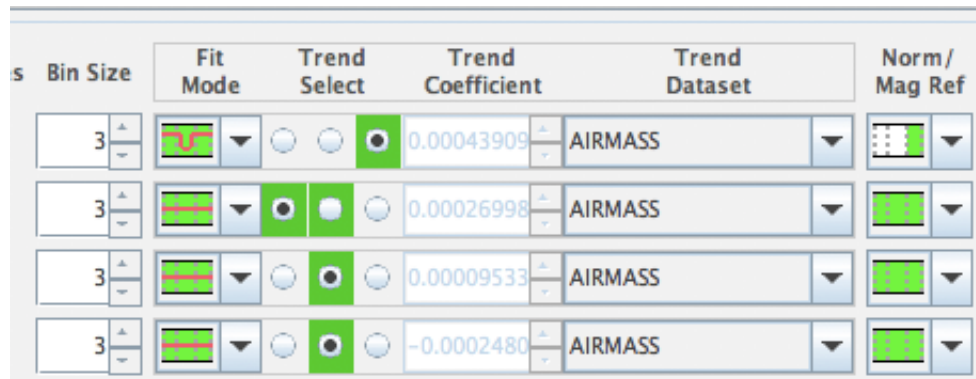 s Bin Size Fit Mode Trend Select Trend Coefficient Trend Dataset Norm/ Mag Ref
3 0.00043909 AIRMASS
3 0.00026998 AIRMASS
3 0.00009533 AIRMASS
3 -0.0002480 AIRMASS